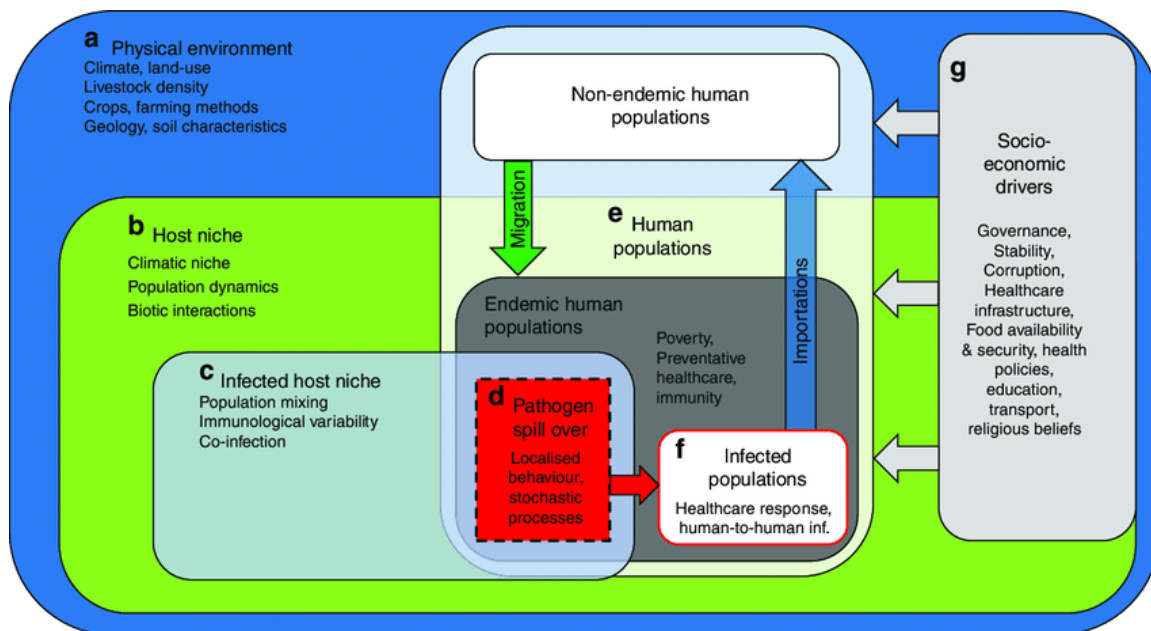 a Physical environment
Climate, land-use
Livestock density
Crops, farming methods
Geology, soil characteristics
Non-endemic human
populations
g
Socio-
economic
drivers
Governance,
Stability,
Corruption,
Healthcare
infrastructure,
Food availability
& security, health
policies,
education,
transport,
religious beliefs
Migration
b Host niche
Climatic niche
Population dynamics
Biotic interactions
e Human
populations
Importations
Endemic human
populations
Poverty,
Preventative
healthcare,
immunity
c Infected host niche
Population mixing
Immunological variability
Co-infection
d Pathogen
spill over
Localised
behaviour,
stochastic
processes
f Infected
populations
Healthcare response,
human-to-human inf.